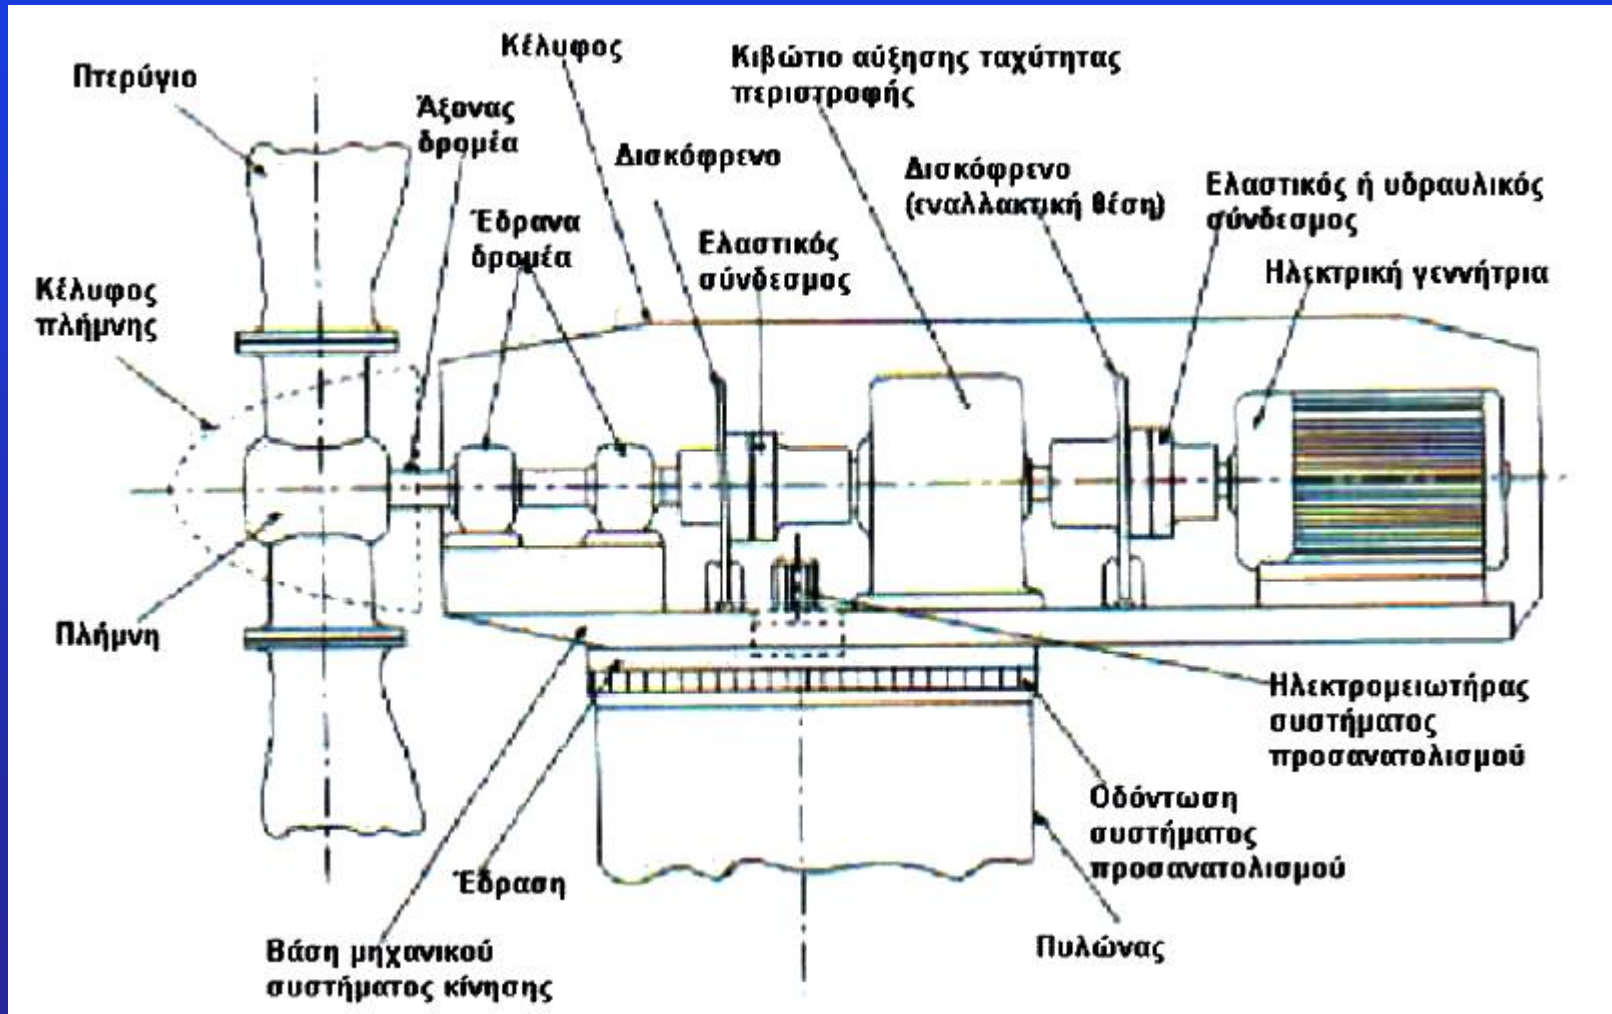 Πτερύγιο
Κέλυφος
Κιβώτιο αύξησης ταχύτητας
περιστροφής
Άξονας
δρομέα
Δισκόφρενο
Δισκόφρενο
(εναλλακτική θέση)
Ελαστικός ή υδραυλικός
σύνδεσμος
Έδρανα
δρομέα
Ελαστικός
σύνδεσμος
Ηλεκτρική γεννήτρια
Κέλυφος
πλήμνης
Πλήμνη
Ηλεκτρομειωτήρας
συστήματος
προσανατολισμού
Οδόντωση
συστήματος
προσανατολισμού
Έδραση
Βάση μηχανικού
συστήματος κίνησης
Πυλώνας